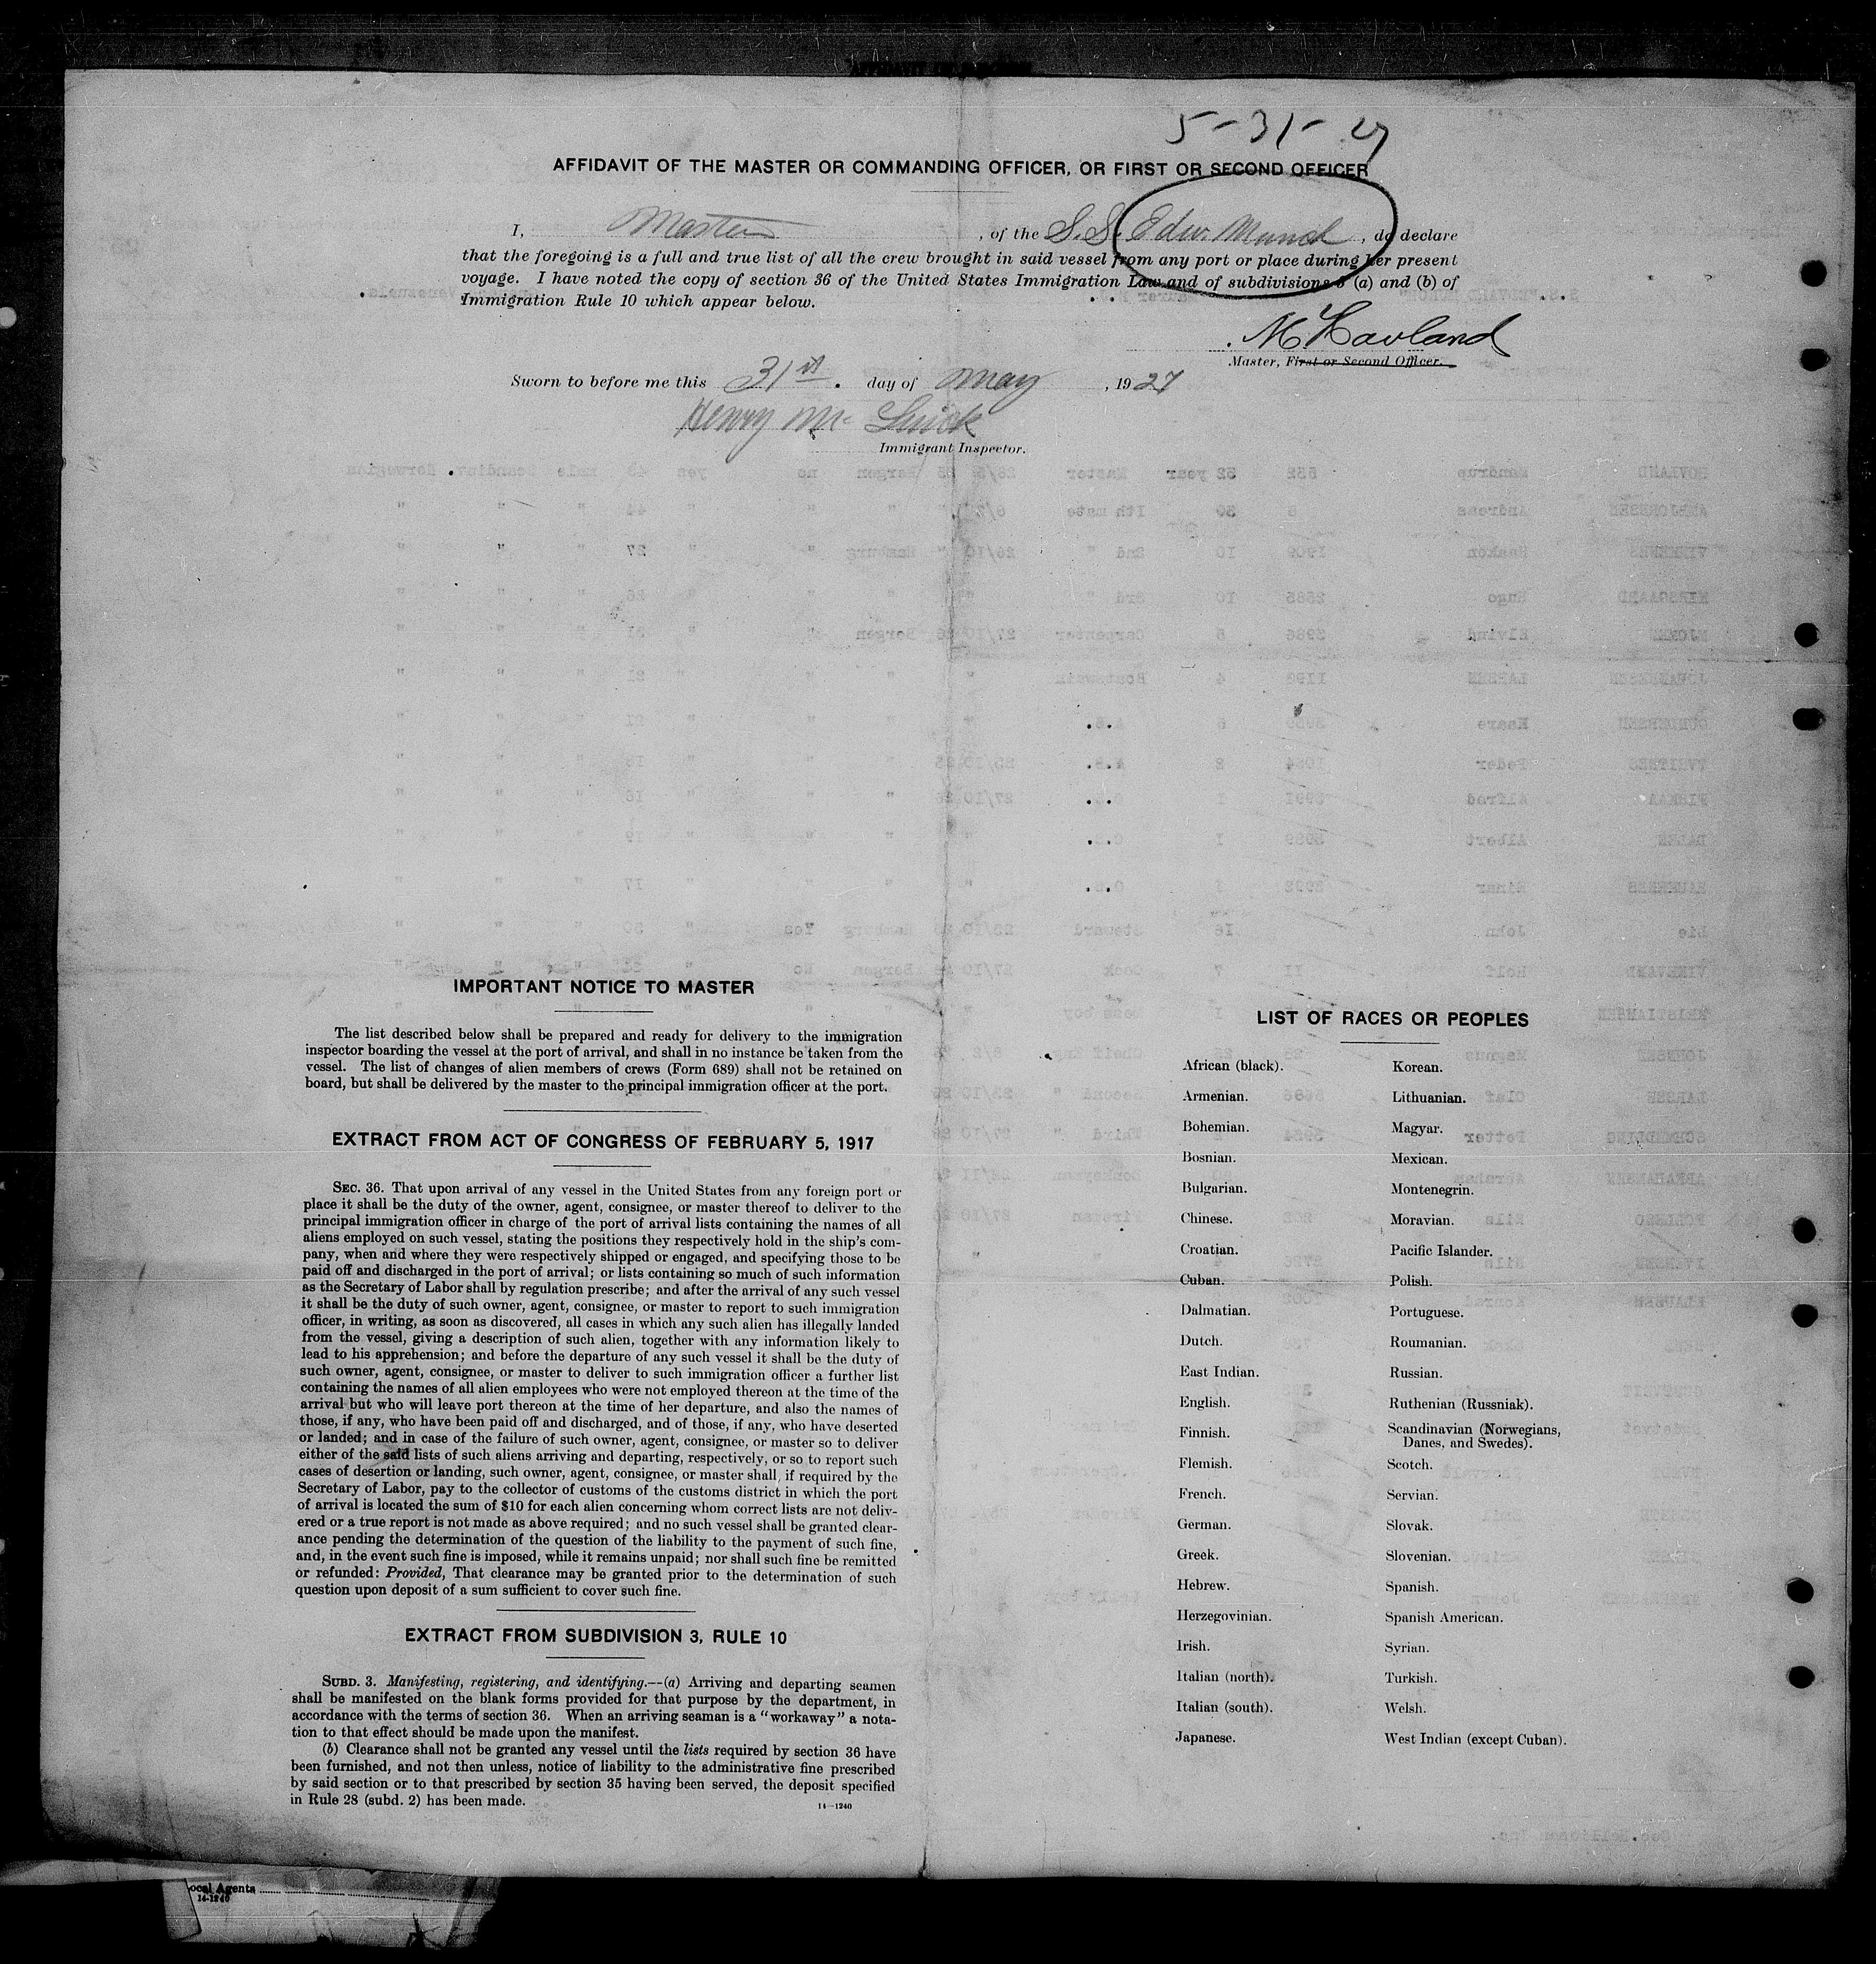 5-31-27
AFFIDAVIT OF THE MASTER OR COMMANDING OFFICER, OR FIRST OR SECOND OFFICER
I, Master, of the S.S. Edw. Munch, do declare
that the foregoing is a full and true list of all the crew brought in said vessel from any port or place during her present
voyage. I have noted the copy of section 36 of the United States Immigration Law and of subdivisions 3 (a) and (b) of
Immigration Rule 10 which appear below.
M Hovland
Master, First or Second Officer.
Sworn to before me this 31st. day of May, 1927
Henry Mc
Immigrant Inspector.
IMPORTANT NOTICE TO MASTER
The list described below shall be prepared and ready for delivery to the immigration
inspector boarding the vessel at the port of arrival, and shall in no instance be taken from the
vessel. The list of changes of alien members of crews (Form 689) shall not be retained on
board, but shall be delivered by the master to the principal immigration officer at the port.
EXTRACT FROM ACT OF CONGRESS OF FEBRUARY 5, 1917
SEC. 36. That upon arrival of any vessel in the United States from any foreign port or
place it shall be the duty of the owner, agent, consignee, or master thereof to deliver to the
principal immigration officer in charge of the port of arrival lists containing the names of all
aliens employed on such vessel, stating the positions they respectively hold in the ship's com-
pany, when and where they were respectively shipped or engaged, and specifying those to be
paid off and discharged in the port of arrival; or lists containing so much of such information
as the Secretary of Labor shall by regulation prescribe; and after the arrival of any such vessel
it shall be the duty of such owner, agent, consignee, or master to report to such immigration
officer, in writing, as soon as discovered, all cases in which any such alien has illegally landed
from the vessel, giving a description of such alien, together with any information likely to
lead to his apprehension; and before the departure of any such vessel it shall be the duty of
such owner, agent, consignee, or master to deliver to such immigration officer a further list
containing the names of all alien employees who were not employed thereon at the time of the
arrival but who will leave port thereon at the time of her departure, and also the names of
those, if any, who have been paid off and discharged, and of those, if any, who have deserted
or landed; and in case of the failure of such owner, agent, consignee, or master so to deliver
either of the said lists of such aliens arriving and departing, respectively, or so to report such
cases of desertion or landing, such owner, agent, consignee, or master shall, if required by the
Secretary of Labor, pay to the collector of customs of the customs district in which the port
of arrival is located the sum of $10 for each alien concerning whom correct lists are not deliv-
ered or a true report is not made as above required; and no such vessel shall be granted clear-
ance pending the determination of the question of the liability to the payment of such fine,
and, in the event such fine is imposed, while it remains unpaid; nor shall such fine be remitted
or refunded: Provided, That clearance may be granted prior to the determination of such
question upon deposit of a sum sufficient to cover such fine.
EXTRACT FROM SUBDIVISION 3, RULE 10
SUBD. 3. Manifesting, registering, and identifying.--(a) Arriving and departing seamen
shall be manifested on the blank forms provided for that purpose by the department, in
accordance with the terms of section 36. When an arriving seaman is a "workaway" a nota-
tion to that effect should be made upon the manifest.
(b) Clearance shall not be granted any vessel until the lists required by section 36 have
been furnished, and not then unless, notice of liability to the administrative fine prescribed
by said section or to that prescribed by section 35 having been served, the deposit specified
in Rule 28 (subd. 2) has been made.
14-1240
LIST OF RACES OR PEOPLES
African (black).
Armenian.
Bohemian.
Bosnian.
Bulgarian.
Chinese.
Croatian.
Cuban.
Dalmatian.
Dutch.
East Indian.
English.
Finnish.
Flemish.
French.
German.
Greek.
Hebrew.
Herzegovinian.
Irish.
Italian (north).
Italian (south).
Japanese.
Korean.
Lithuanian.
Magyar.
Mexican.
Montenegrin.
Moravian.
Pacific Islander.
Polish.
Portuguese.
Roumanian.
Russian.
Ruthenian (Russniak).
Scandinavian (Norwegians,
Danes, and Swedes).
Scotch.
Servian.
Slovak.
Slovenian.
Spanish.
Spanish American.
Syrian.
Turkish.
Welsh.
West Indian (except Cuban).
ocal Agents
14-1240